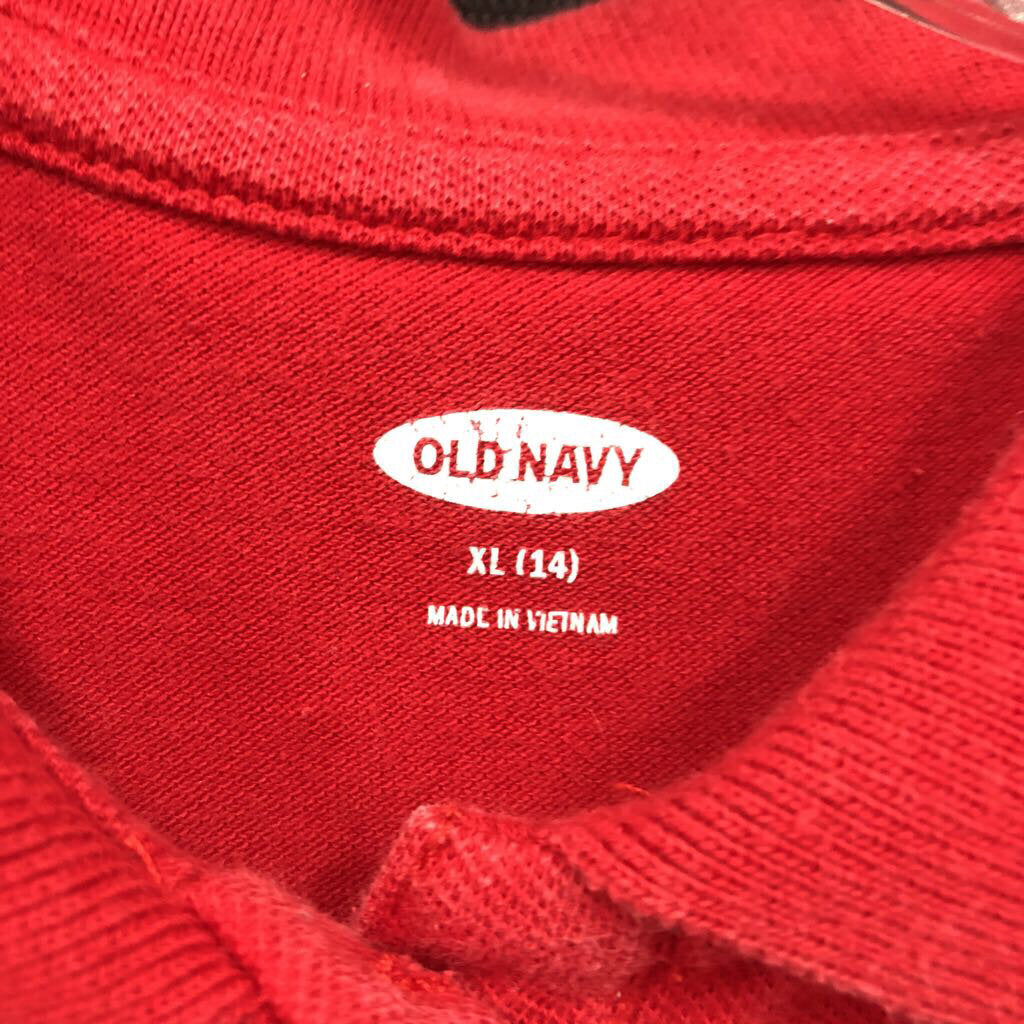 OLD NAVY
XL (14)
MADE IN VIETNAM